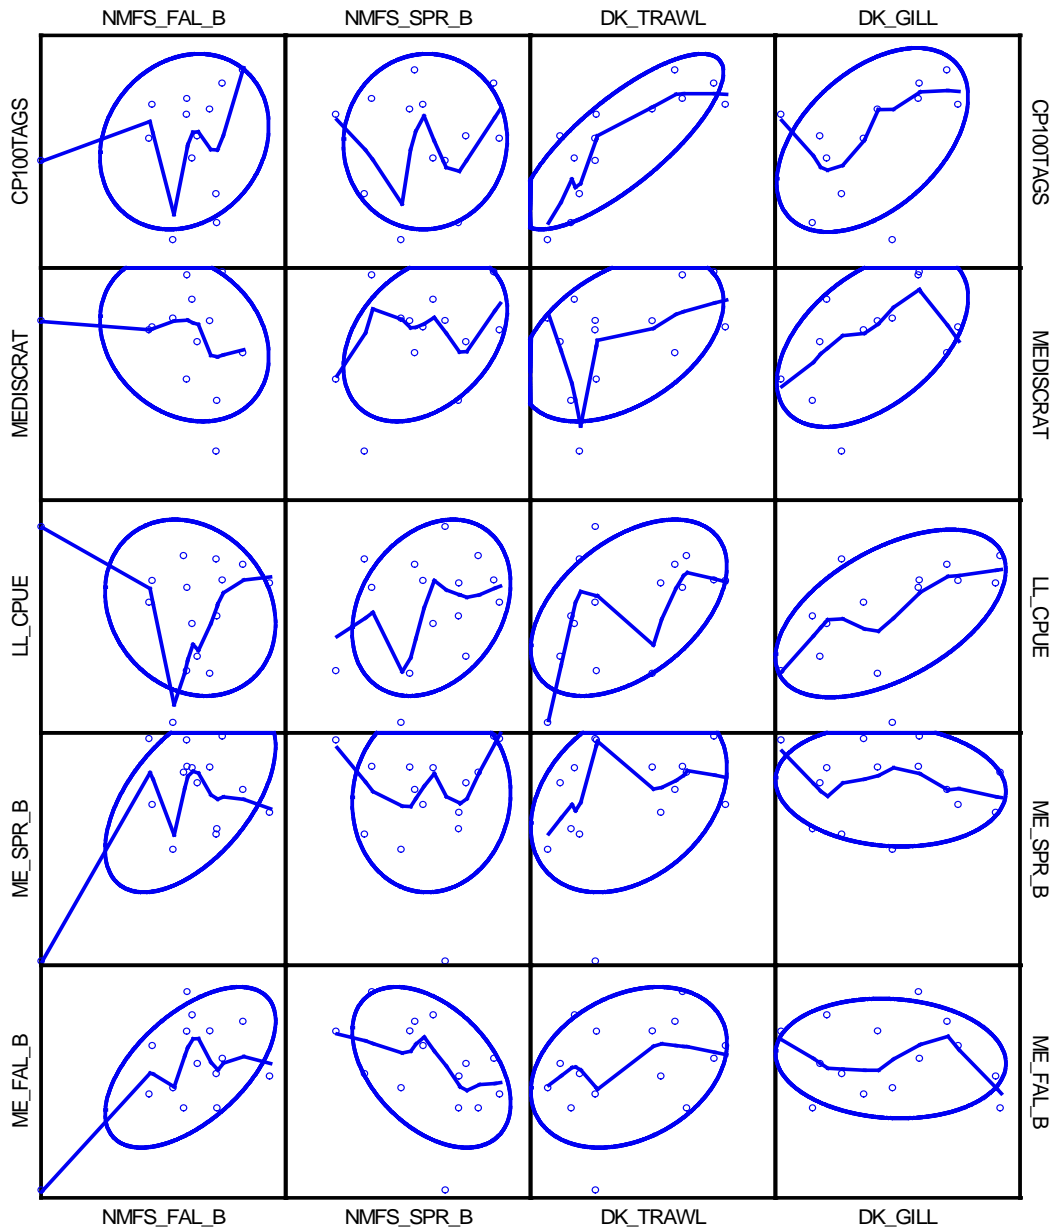 NMFS_FAL_B NMFS_SPR_B DK_TRAWL DK_GILL
CP100TAGS CP100TAGS
MEDISCRAT MEDISCRAT
LL_CPUE LL_CPUE
ME_SPR_B ME_SPR_B
ME_FAL_B ME_FAL_B
NMFS_FAL_B NMFS_SPR_B DK_TRAWL DK_GILL